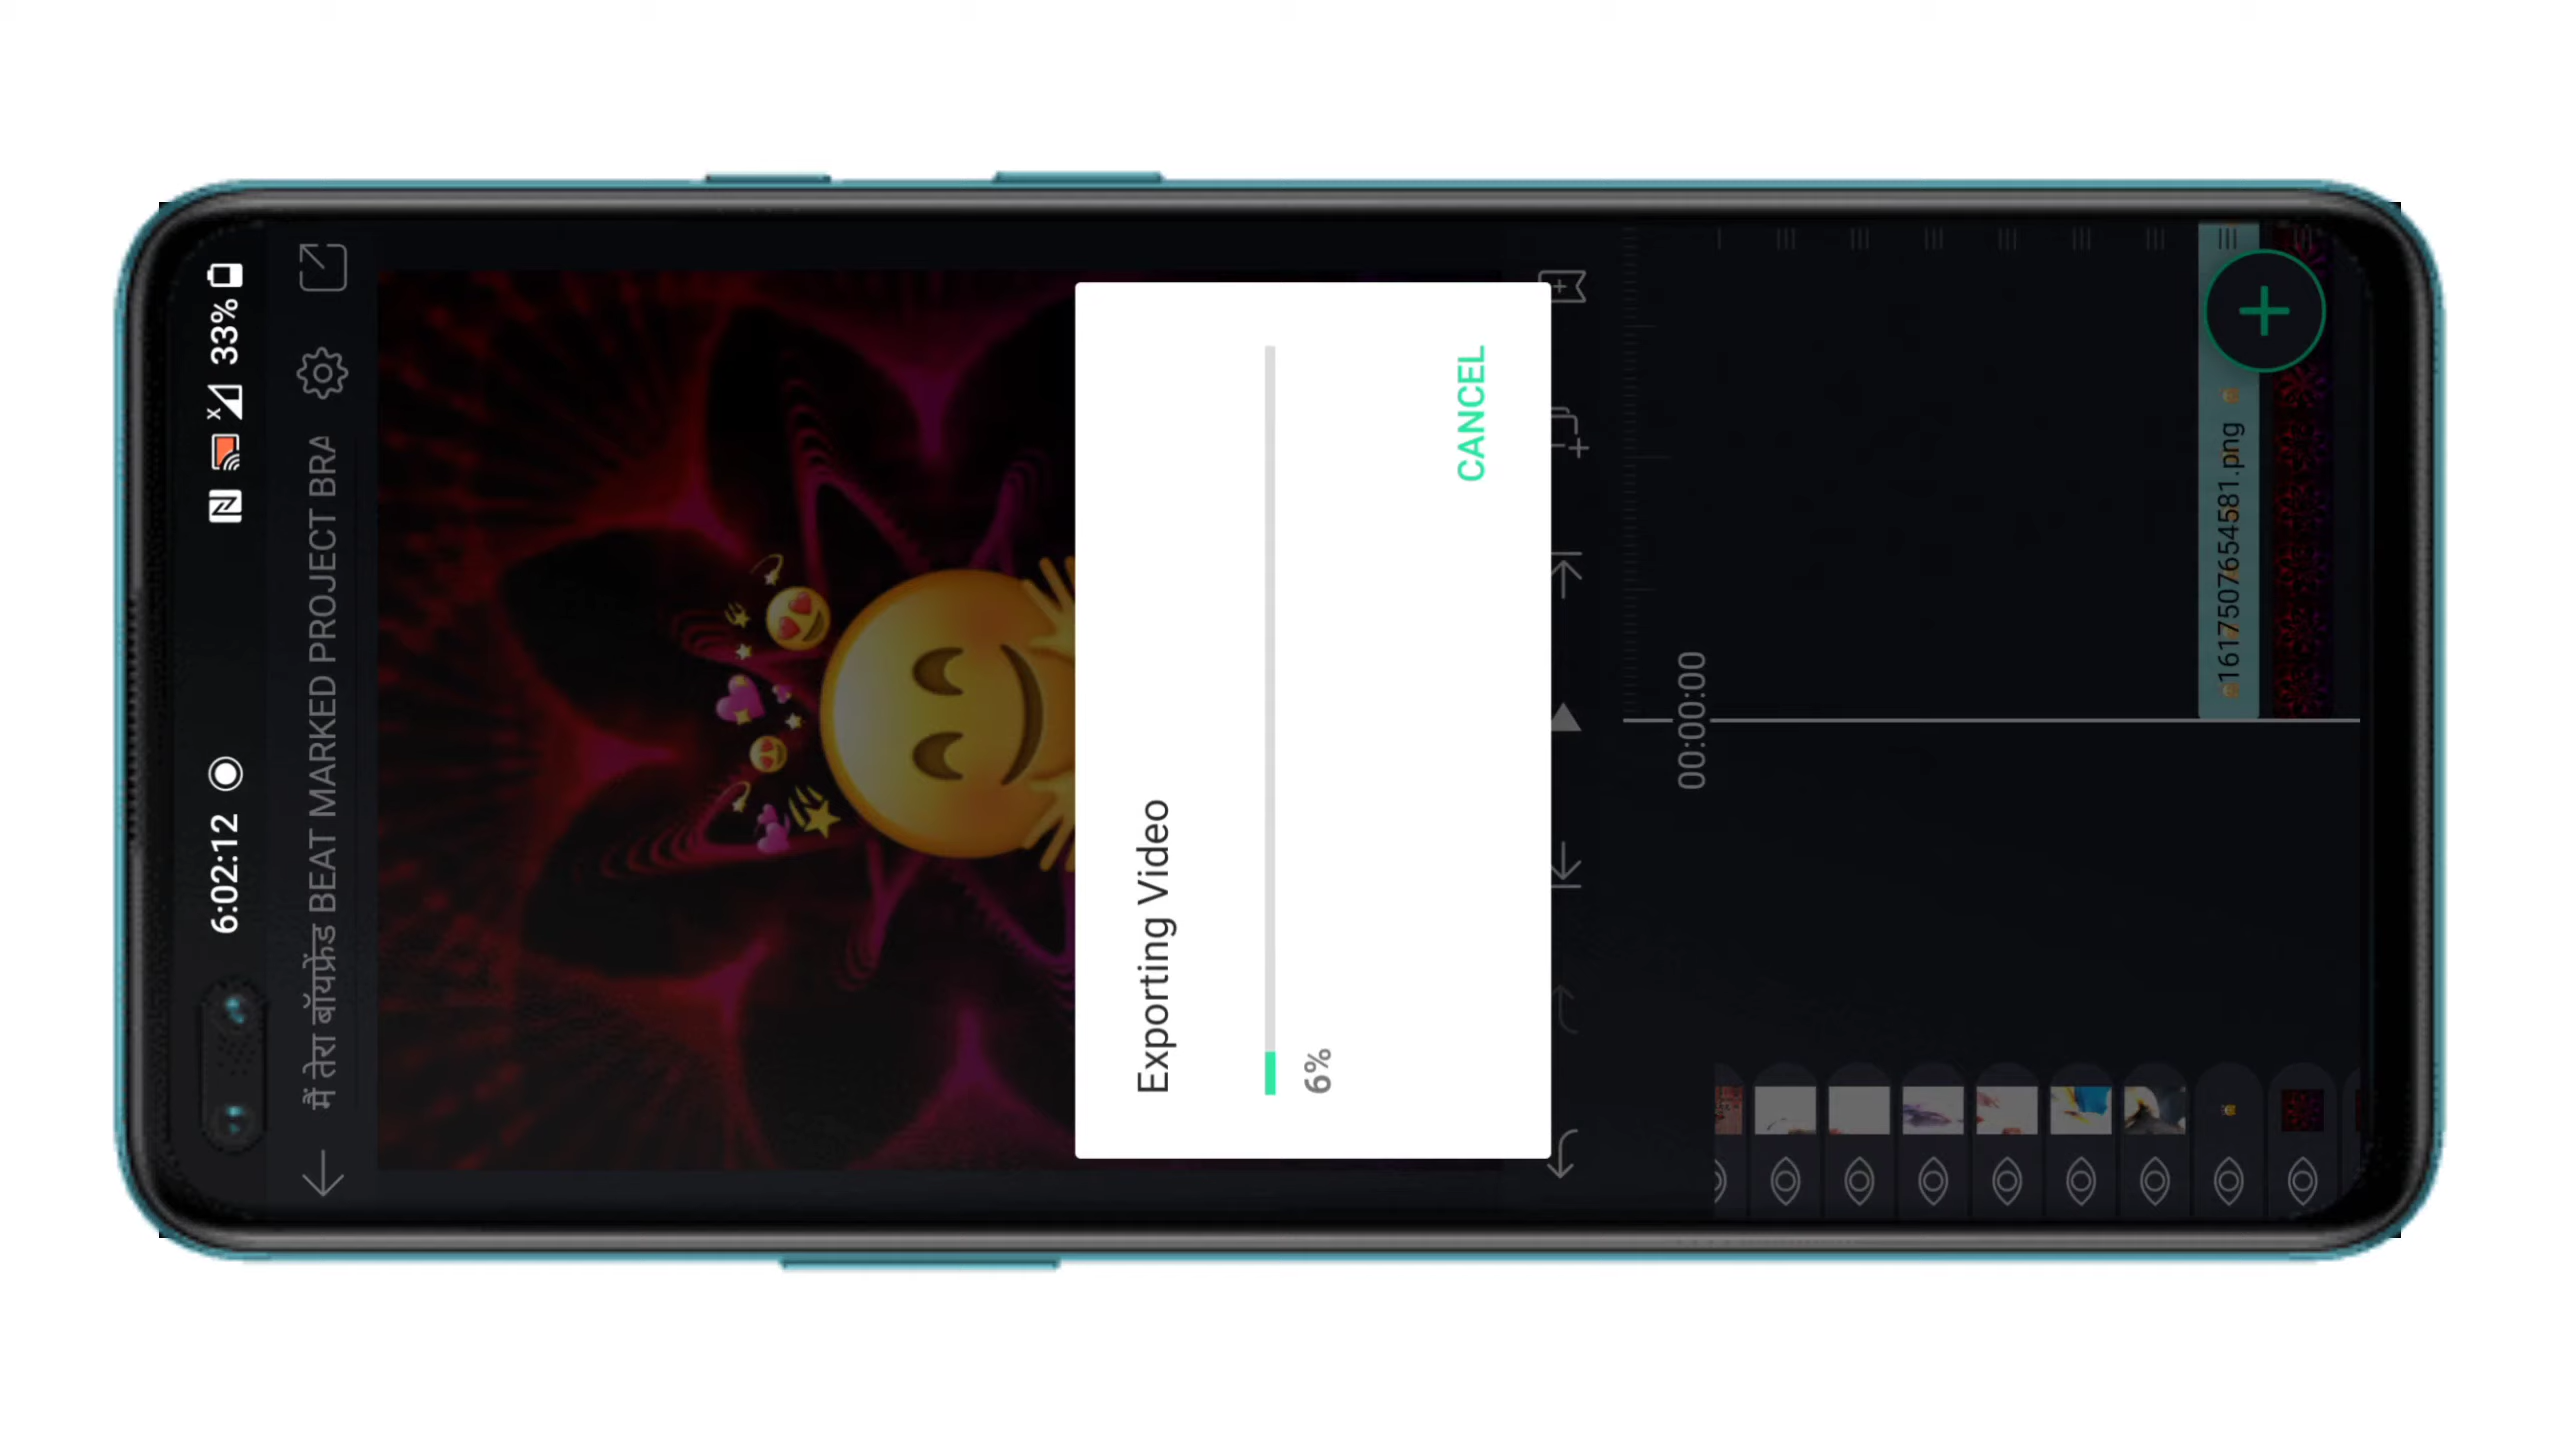 6:02:12
33%
मैं तेरा बॉयफ्रेंड BEAT MARKED PROJECT BRA
Exporting Video
6%
CANCEL
00:00:00
1617507654581.png